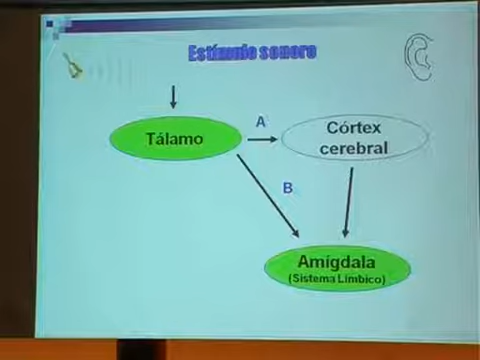 Estímulo sonoro
A
Tálamo
Córtex
cerebral
B
Amígdala
(Sistema Límbico)